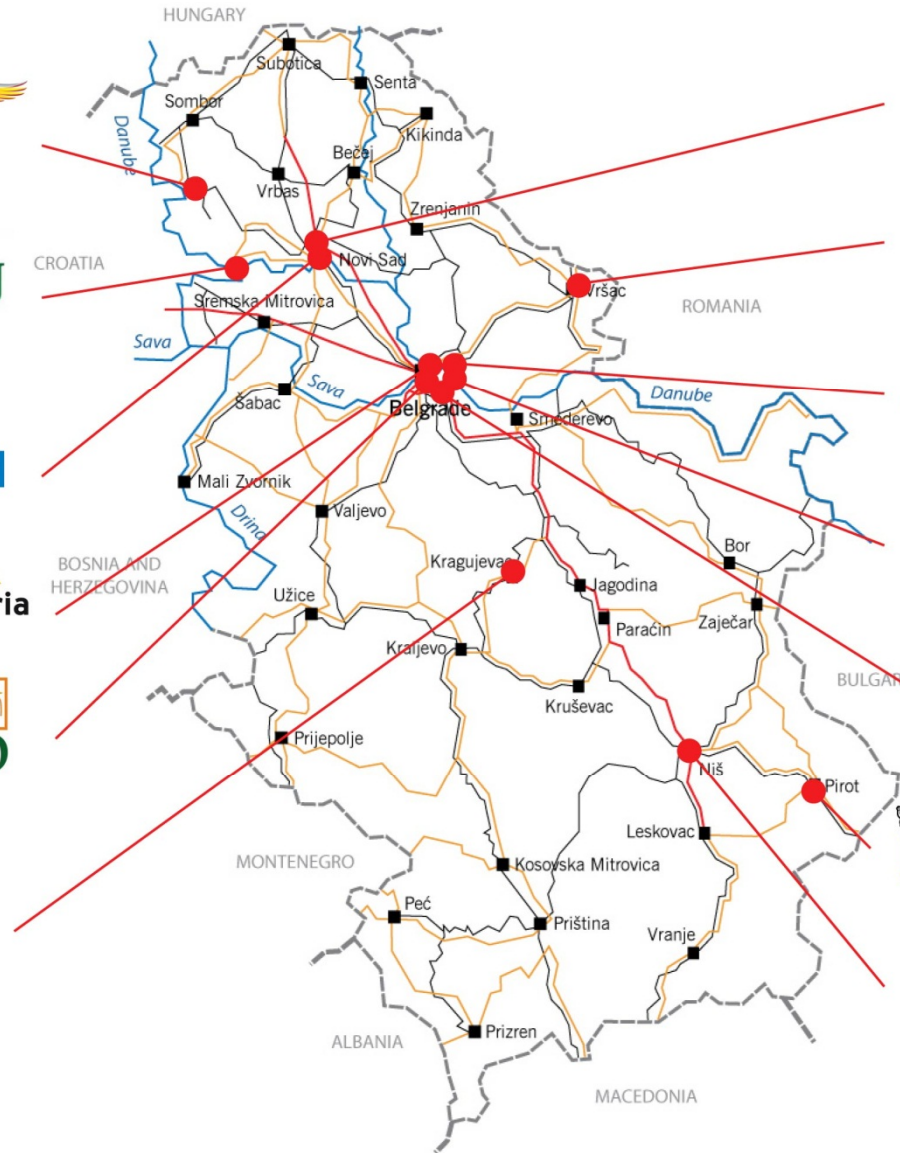 HUNGARY
Subotica
Senta
Sombor
Kikinda
Danube
Bečej
Vrbas
Zrenjanin
Novi Sad
CROATIA
Vršac
ROMANIA
Sremska Mitrovica
Sava
Sava
Danube
Šabac
Belgrade
Smederevo
Mali Zvornik
Valjevo
Drina
Bor
BOSNIA AND
HERZEGOVINA
Kragujevac
Jagodina
ria
Užice
Paraćin
Zaječar
Kraljevo
BULGAR
Kruševac
Prijepolje
Niš
Pirot
Leskovac
MONTENEGRO
Kosovska Mitrovica
Peć
Priština
Vranje
Prizren
ALBANIA
MACEDONIA